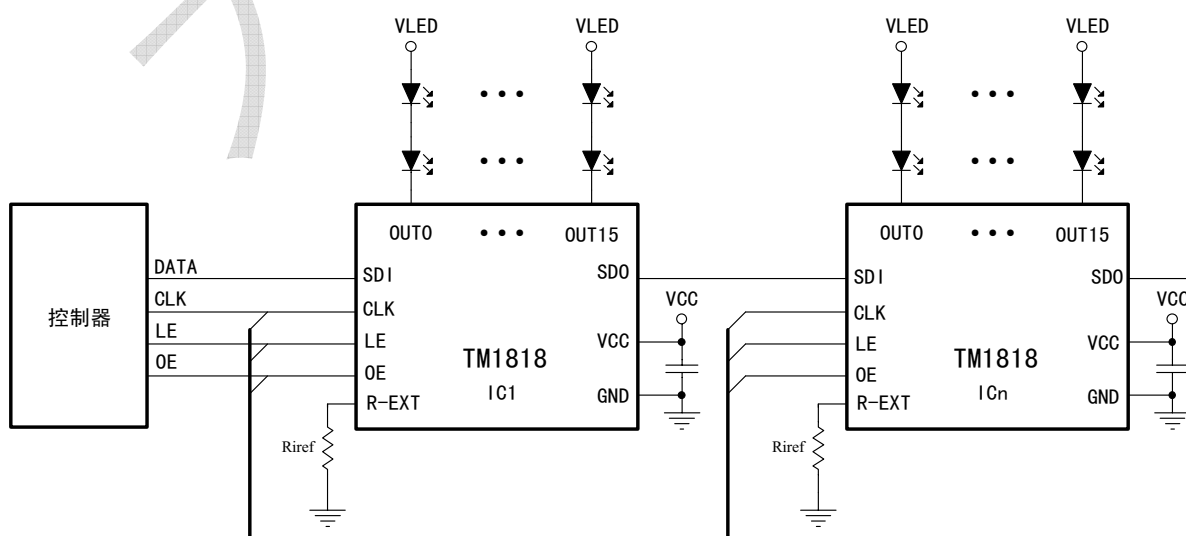 VLED VLED VLED VLED
OUT0 OUT15 OUT0 OUT15
DATA SDI SDO SDI SDO
CLK CLK VCC CLK VCC
控制器
LE LE VCC LE VCC
OE OE TM1818 OE TM1818
R-EXT IC1 GND R-EXT ICn GND
Riref Riref